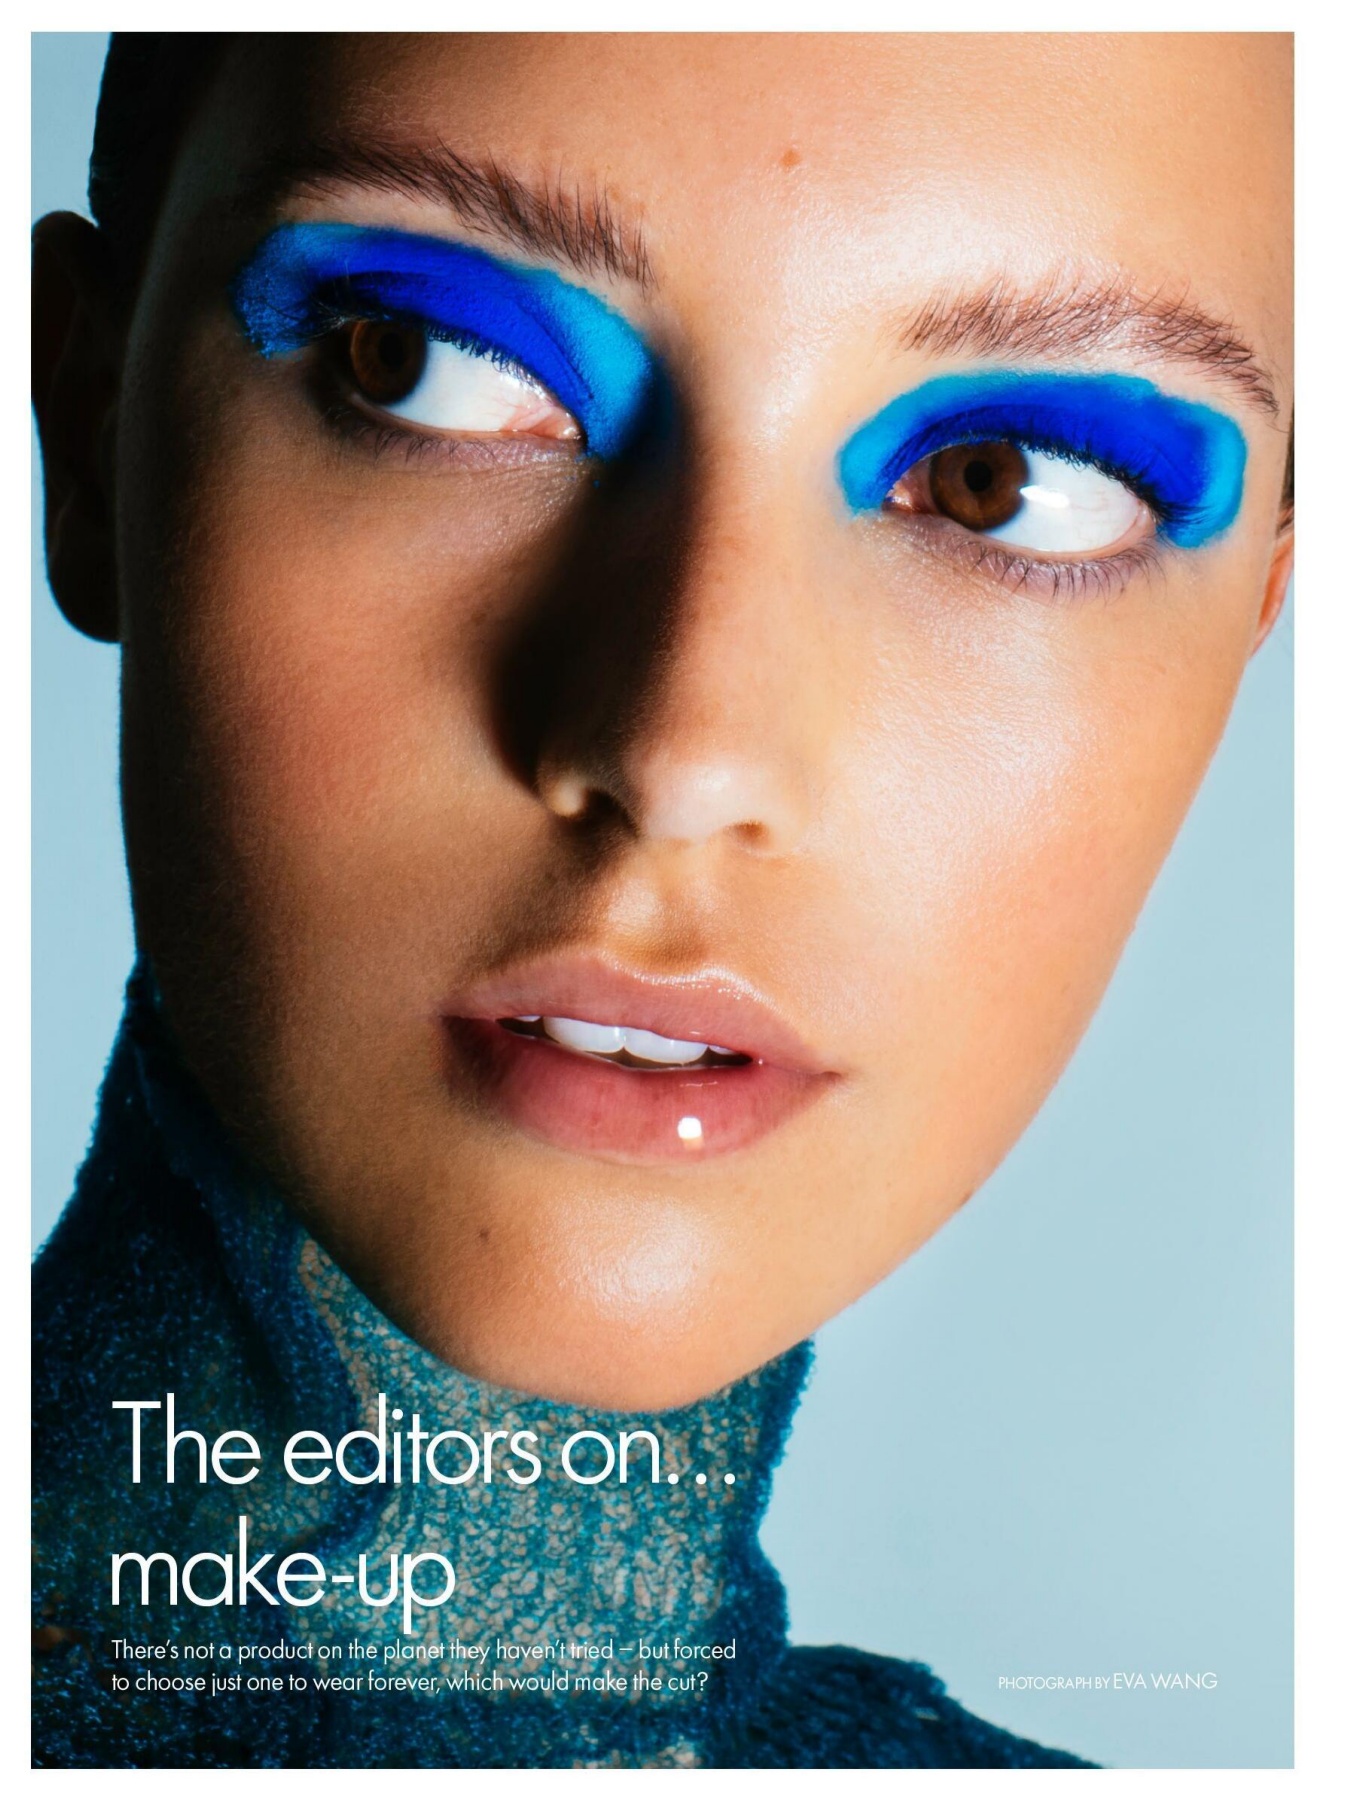 The editors on...
make-up
There's not a product on the planet they haven't tried – but forced
to choose just one to wear forever, which would make the cut?
PHOTOGRAPH BY EVA WANG